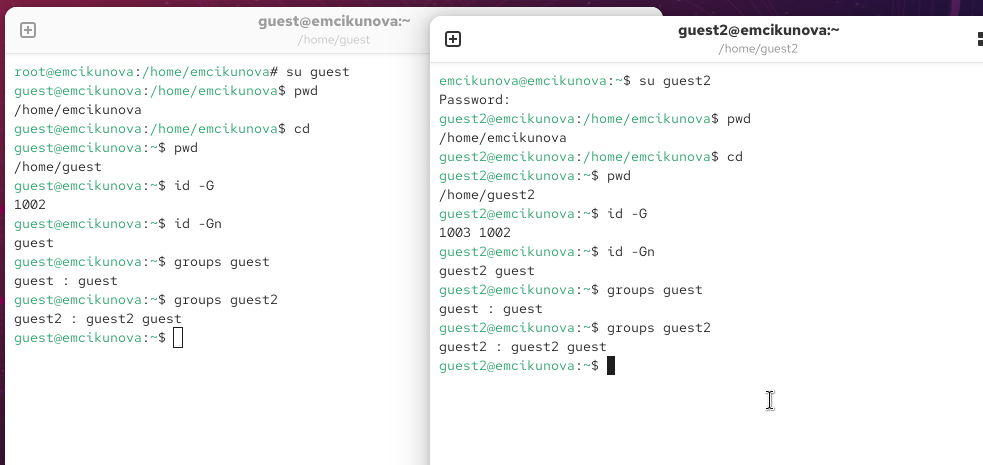 guest@emcikunova:~
/home/guest
root@emcikunova:/home/emcikunova# su guest
guest@emcikunova:/home/emcikunova$ pwd
/home/emcikunova
guest@emcikunova:/home/emcikunova$ cd
guest@emcikunova:~$ pwd
/home/guest
guest@emcikunova:~$ id -G
1002
guest@emcikunova:~$ id -Gn
guest
guest@emcikunova:~$ groups guest
guest : guest
guest@emcikunova:~$ groups guest2
guest2 : guest2 guest
guest@emcikunova:~$
guest2@emcikunova:~
/home/guest2
emcikunova@emcikunova:~$ su guest2
Password:
guest2@emcikunova:/home/emcikunova$ pwd
/home/emcikunova
guest2@emcikunova:/home/emcikunova$ cd
guest2@emcikunova:~$ pwd
/home/guest2
guest2@emcikunova:~$ id -G
1003 1002
guest2@emcikunova:~$ id -Gn
guest2 guest
guest2@emcikunova:~$ groups guest
guest : guest
guest2@emcikunova:~$ groups guest2
guest2 : guest2 guest
guest2@emcikunova:~$